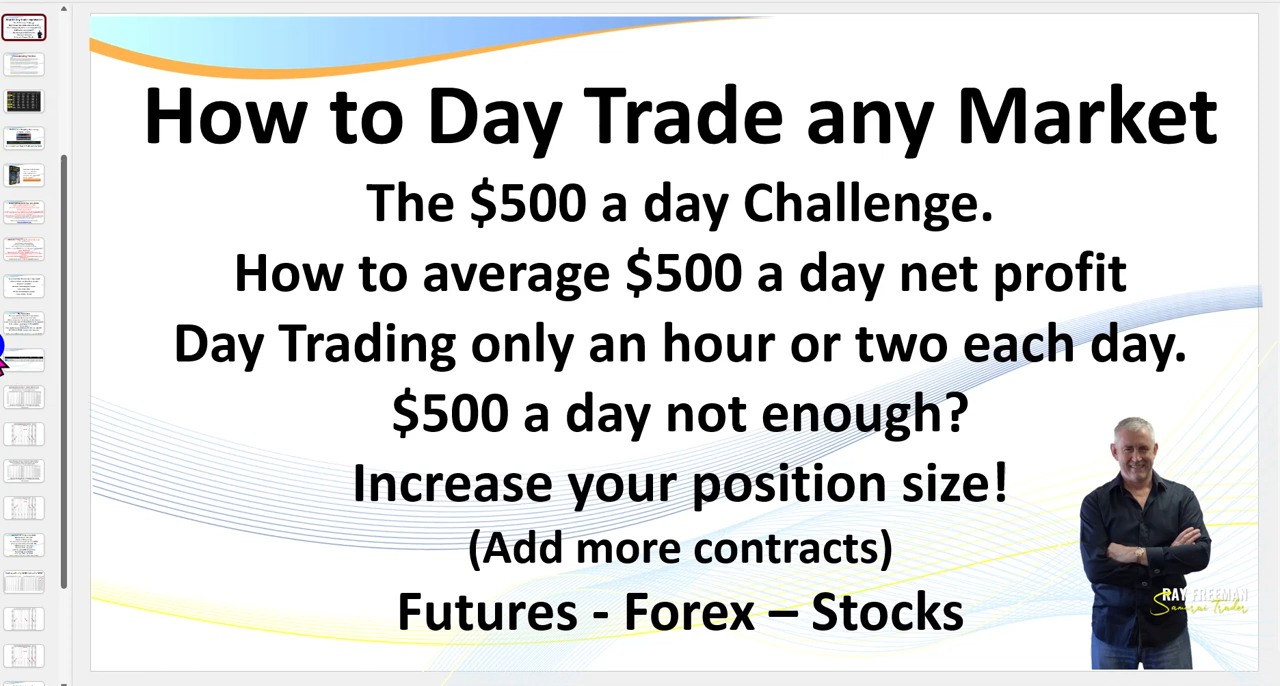 How to Day Trade any Market
The $500 a day Challenge.
How to average $500 a day net profit
Day Trading only an hour or two each day.
$500 a day not enough?
Increase your position size!
(Add more contracts)
Futures - Forex – Stocks
RAY FREEMAN
Samurai Trader